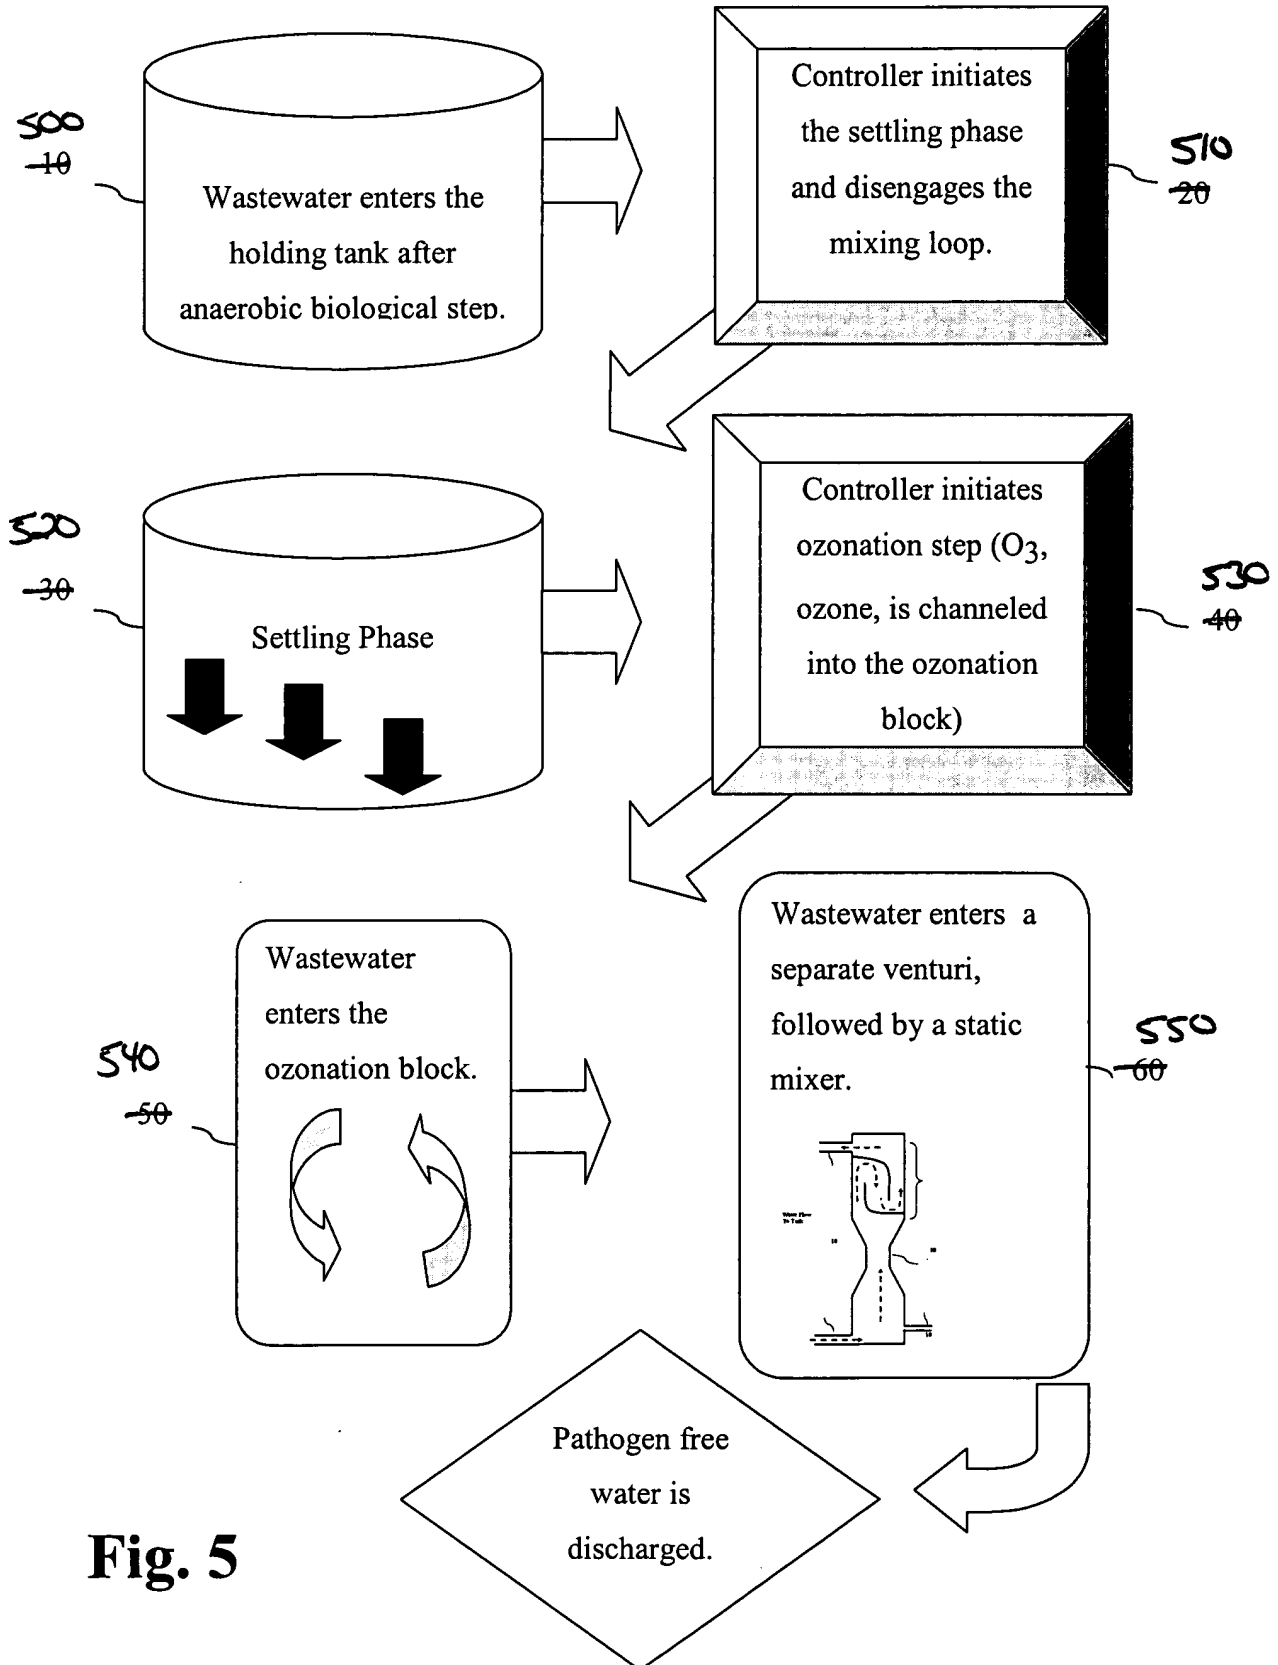 500
10
Wastewater enters the
holding tank after
anaerobic biological step.
Controller initiates
the settling phase
and disengages the
mixing loop.
510
20
520
30
Settling Phase
Controller initiates
ozonation step (O3,
ozone, is channeled
into the ozonation
block)
530
40
540
50
Wastewater
enters the
ozonation block.
Wastewater enters a
separate venturi,
followed by a static
mixer.
550
60
To Tank
Pathogen free
water is
discharged.
Fig. 5